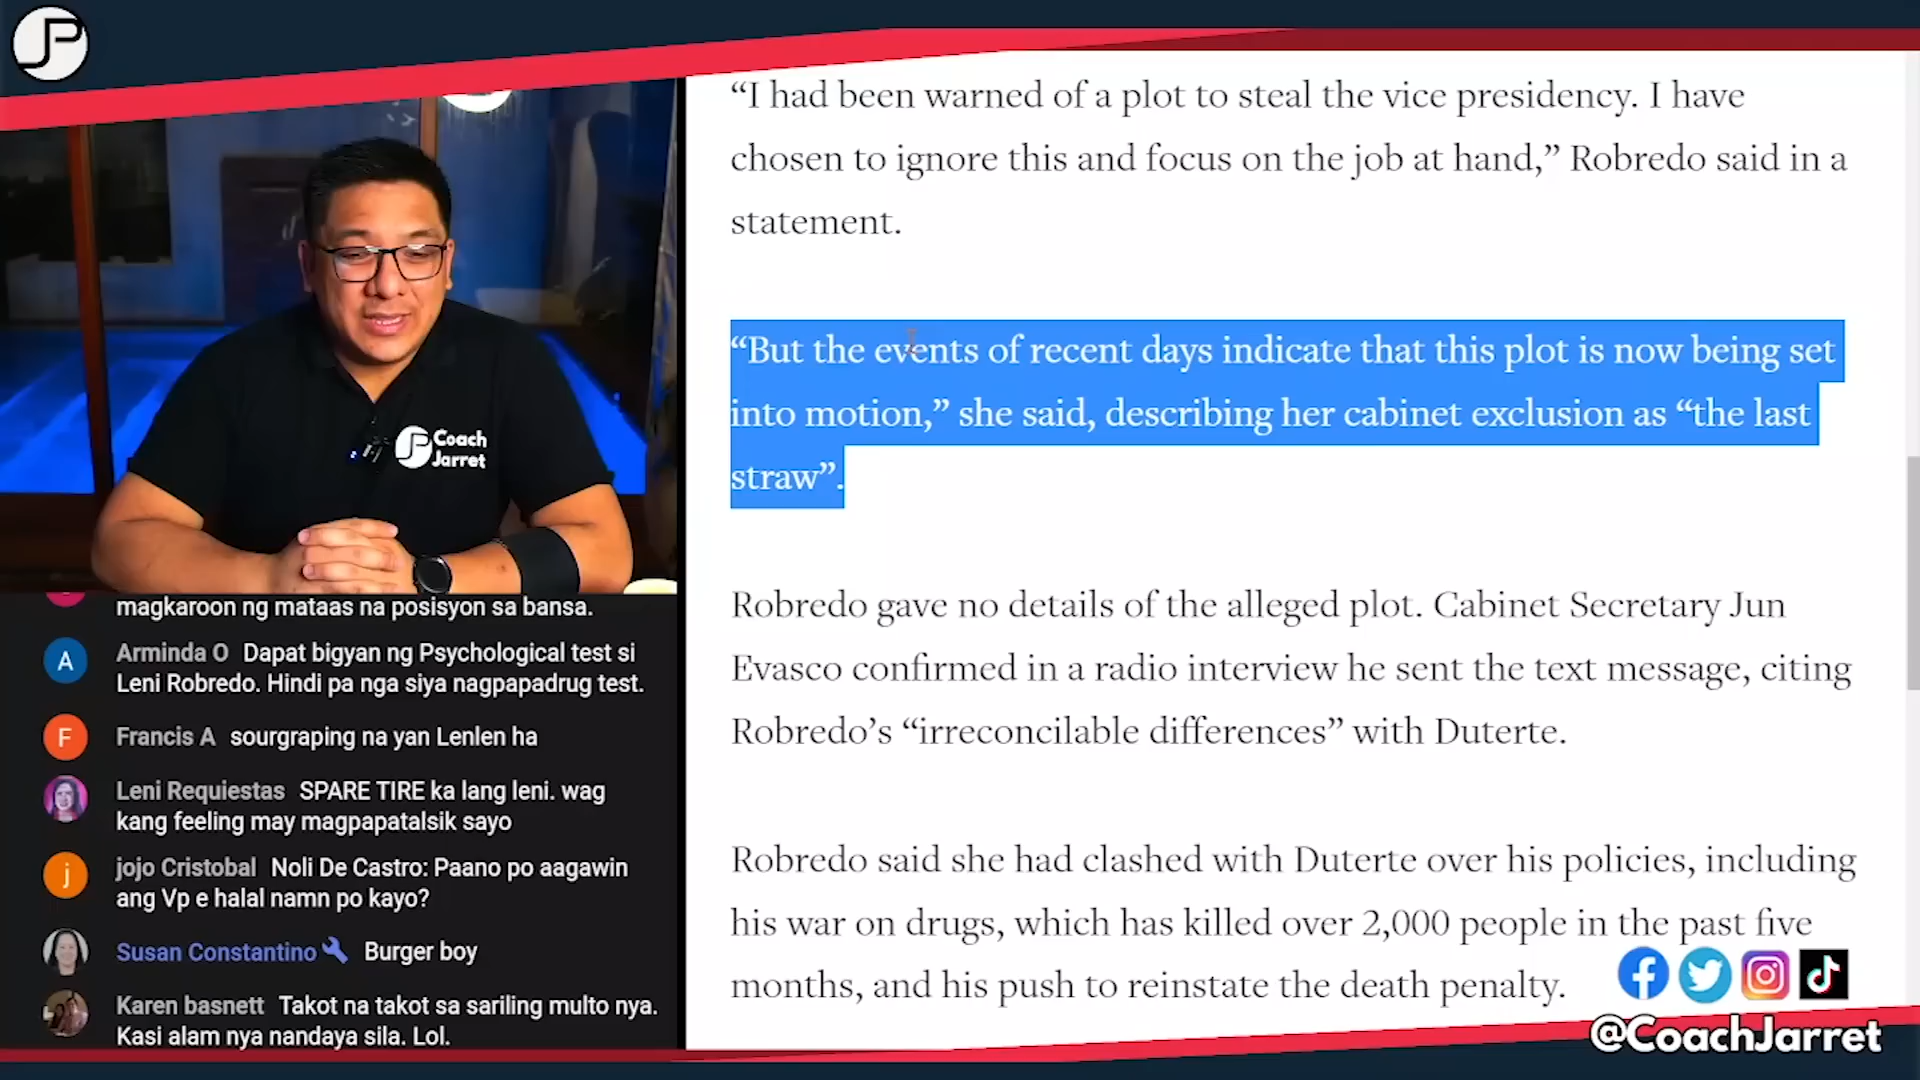 JP
“I had been warned of a plot to steal the vice presidency. I have
chosen to ignore this and focus on the job at hand,” Robredo said in a
statement.
“But the events of recent days indicate that this plot is now being set
into motion,” she said, describing her cabinet exclusion as “the last
straw”.
Robredo gave no details of the alleged plot. Cabinet Secretary Jun
Evasco confirmed in a radio interview he sent the text message, citing
Robredo’s “irreconcilable differences” with Duterte.
Robredo said she had clashed with Duterte over his policies, including
his war on drugs, which has killed over 2,000 people in the past five
months, and his push to reinstate the death penalty.
JP Coach
Jarret
magkaroon ng mataas na posisyon sa bansa.
A Arminda O Dapat bigyan ng Psychological test si
Leni Robredo. Hindi pa nga siya nagpapadrug test.
F Francis A sourgraping na yan Lenlen ha
Leni Requiestas SPARE TIRE ka lang leni. wag
kang feeling may magpapatalsik sayo
j jojo Cristobal Noli De Castro: Paano po aagawin
ang Vp e halal namn po kayo?
Susan Constantino Burger boy
Karen basnett Takot na takot sa sariling multo nya.
Kasi alam nya nandaya sila. Lol.
@CoachJarret